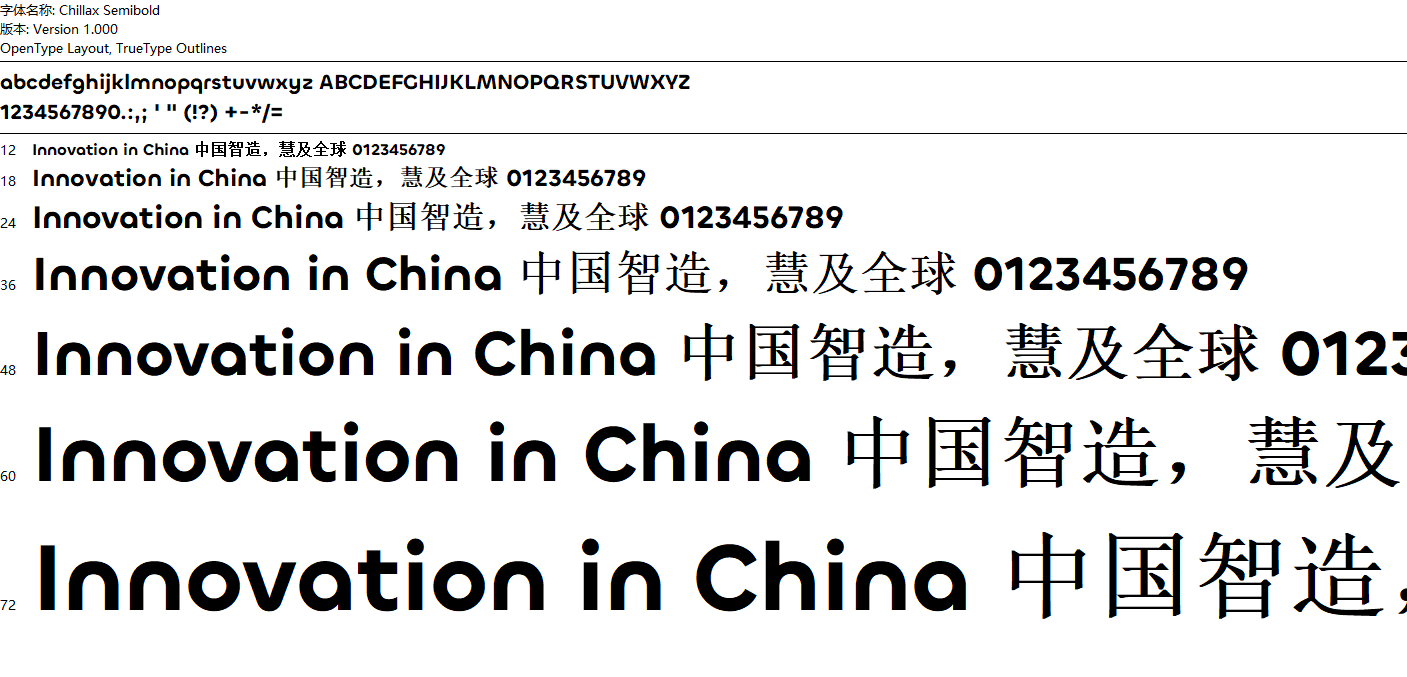 字体名称: Chillax Semibold
版本: Version 1.000
OpenType Layout, TrueType Outlines
abcdefghijklmnopqrstuvwxyz ABCDEFGHIJKLMNOPQRSTUVWXYZ
1234567890.:,; ' " (!?) +-*/=
12 Innovation in China 中国智造，慧及全球 0123456789
18 Innovation in China 中国智造，慧及全球 0123456789
24 Innovation in China 中国智造，慧及全球 0123456789
36 Innovation in China 中国智造，慧及全球 0123456789
48 Innovation in China 中国智造，慧及全球 0123
60 Innovation in China 中国智造，慧及
72 Innovation in China 中国智造，